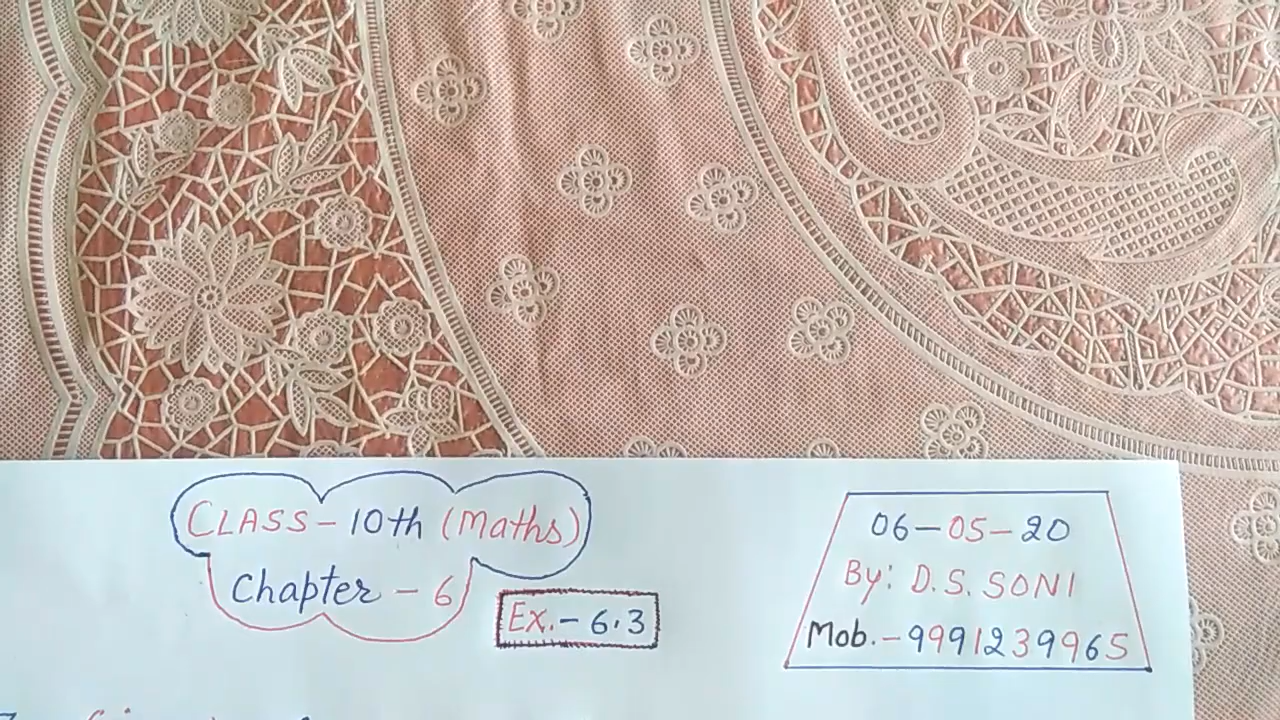 CLASS - 10th (Maths)
Chapter - 6
Ex. - 6.3
06-05-20
By: D.S. SONI
Mob. - 9991239965